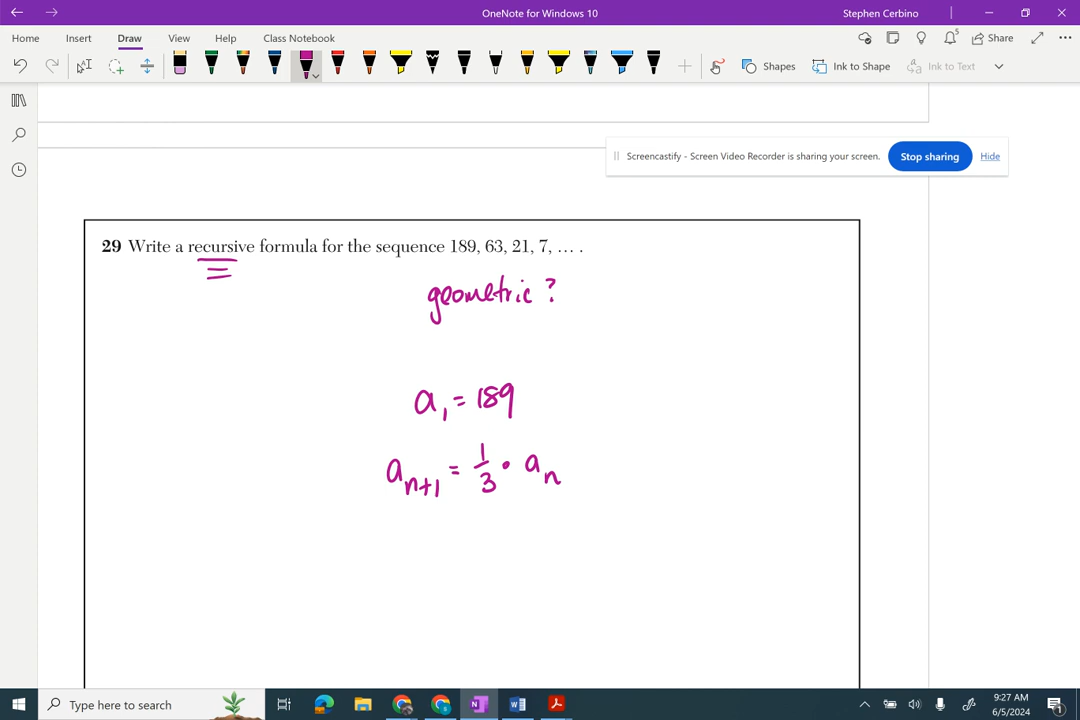 OneNote for Windows 10
Stephen Cerbino
Home Insert Draw View Help Class Notebook
5
Share
Shapes
Ink to Shape
Ink to Text
Screencastify - Screen Video Recorder is sharing your screen.
Stop sharing
Hide
29 Write a recursive formula for the sequence 189, 63, 21, 7, ... .
geometric ?
a₁ = 189
aₙ₊₁ = 1/3 · aₙ
Type here to search
9:27 AM
6/5/2024
1